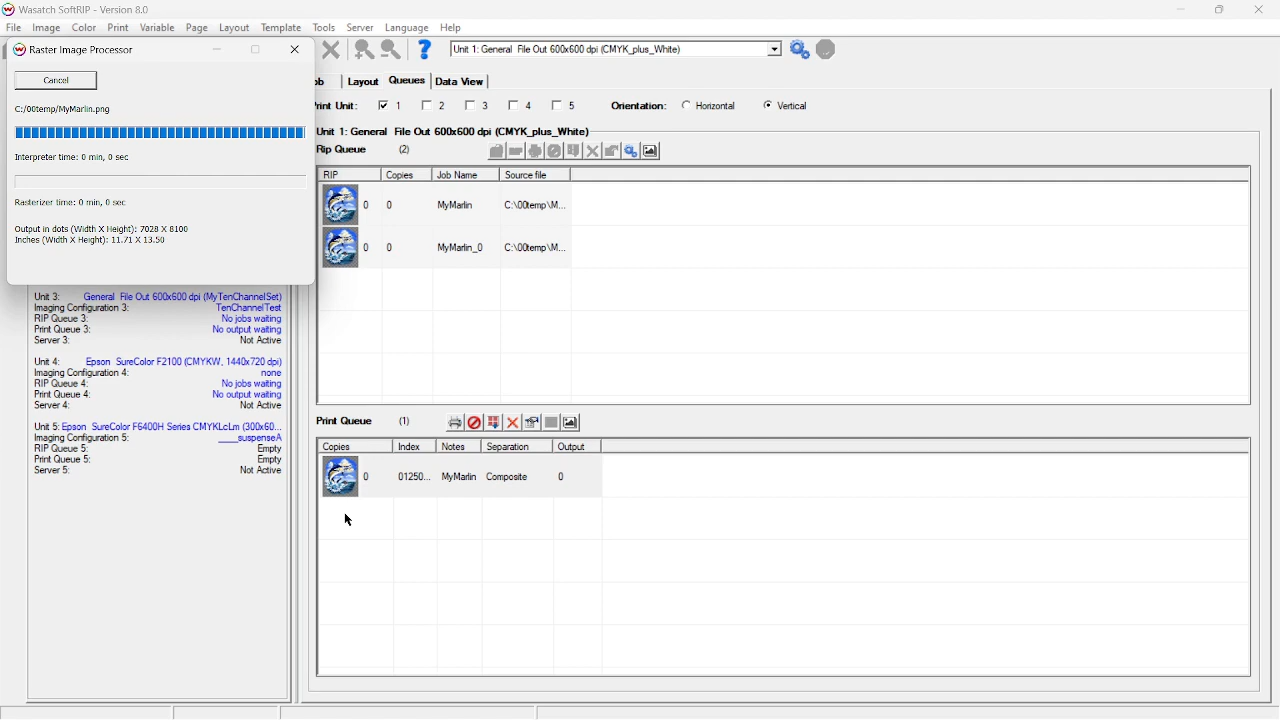 Wasatch SoftRIP - Version 8.0
File Image Color Print Variable Page Layout Template Tools Server Language Help
Raster Image Processor
Cancel
C:/00temp/MyMarlin.png
Interpreter time: 0 min, 0 sec
Rasterizer time: 0 min, 0 sec
Output in dots (Width X Height): 7028 X 8100
Inches (Width X Height): 11.71 X 13.50
Unit 3: General File Out 600x600 dpi (MyTenChannelSet)
Imaging Configuration 3: TenChannelTest
RIP Queue 3: No jobs waiting
Print Queue 3: No output waiting
Server 3: Not Active
Unit 4: Epson SureColor F2100 (CMYKW, 1440x720 dpi)
Imaging Configuration 4: none
RIP Queue 4: No jobs waiting
Print Queue 4: No output waiting
Server 4: Not Active
Unit 5: Epson SureColor F6400H Series CMYKLcLm (300x60...
Imaging Configuration 5: ____suspenseA
RIP Queue 5: Empty
Print Queue 5: Empty
Server 5: Not Active
Unit 1: General File Out 600x600 dpi (CMYK_plus_White)
ob Layout Queues Data View
Print Unit: 1 2 3 4 5 Orientation: Horizontal Vertical
Unit 1: General File Out 600x600 dpi (CMYK_plus_White)
Rip Queue (2)
RIP Copies Job Name Source file
0 0 MyMarlin C:\00temp\M...
0 0 MyMarlin_0 C:\00temp\M...
Print Queue (1)
Copies Index Notes Separation Output
0 01250... MyMarlin Composite 0